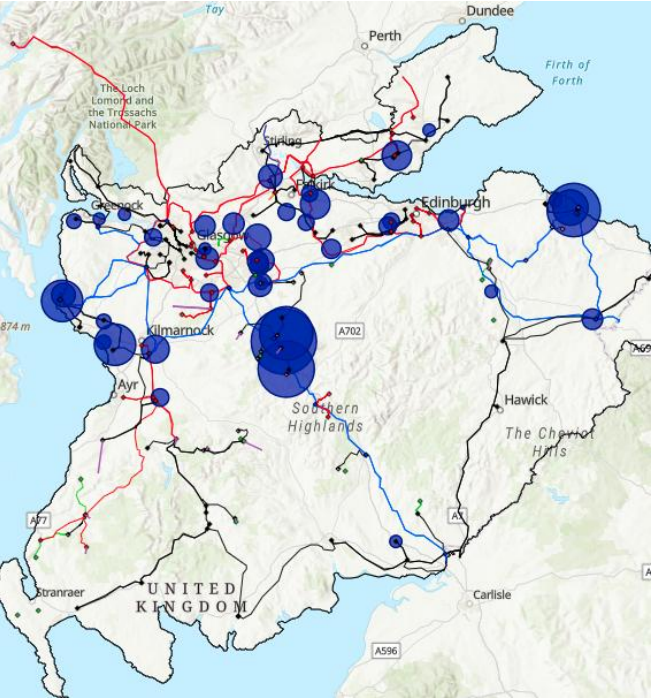 Tay
Dundee
Perth
Firth of
Forth
The Loch
Lomond and
the Trossachs
National Park
Stirling
Falkirk
Greenock
Edinburgh
Glasgow
874 m
Kilmarnock
A702
A69
Ayr
Southern
Highlands
Hawick
The Cheviot
Hills
A77
A7
Stranraer
UNITED
KINGDOM
Carlisle
A
A596